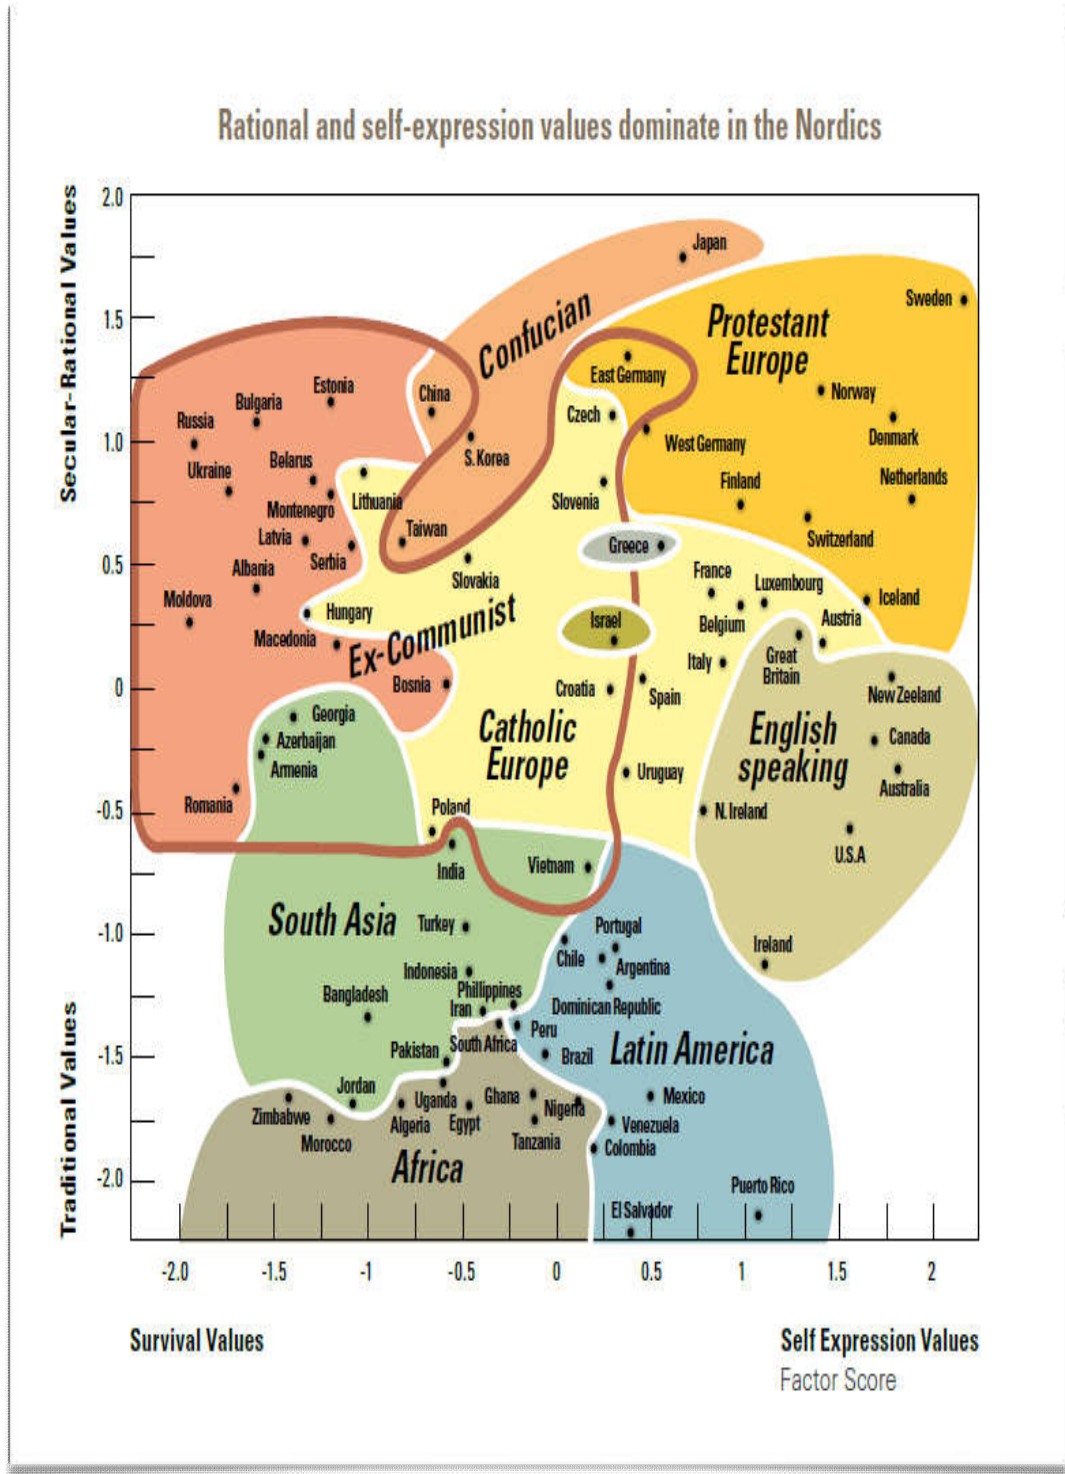 Rational and self-expression values dominate in the Nordics
Secular-Rational Values
Traditional Values
2.0
1.5
1.0
0.5
0
-0.5
-1.0
-1.5
-2.0
Japan
Confucian
Protestant
Europe
Sweden
East Germany
Norway
Estonia
China
Bulgaria
Russia
Czech
Denmark
West Germany
S. Korea
Belarus
Ukraine
Finland
Netherlands
Lithuania
Slovenia
Montenegro
Taiwan
Latvia
Switzerland
Greece
Serbia
Albania
Slovakia
France
Luxembourg
Moldova
Iceland
Hungary
Israel
Belgium
Austria
Macedonia
Ex-Communist
Great
Britain
Italy
Bosnia
Croatia
Spain
New Zeeland
Georgia
Catholic
Europe
English
speaking
Azerbaijan
Canada
Armenia
Uruguay
Australia
Romania
Poland
N. Ireland
India
Vietnam
U.S.A
South Asia
Turkey
Portugal
Ireland
Chile
Argentina
Indonesia
Phillippines
Bangladesh
Iran
Dominican Republic
Peru
South Africa
Pakistan
Brazil
Latin America
Jordan
Uganda
Ghana
Nigeria
Mexico
Zimbabwe
Algeria
Egypt
Venezuela
Morocco
Tanzania
Colombia
Africa
Puerto Rico
El Salvador
-2.0
-1.5
-1
-0.5
0
0.5
1
1.5
2
Survival Values
Self Expression Values
Factor Score